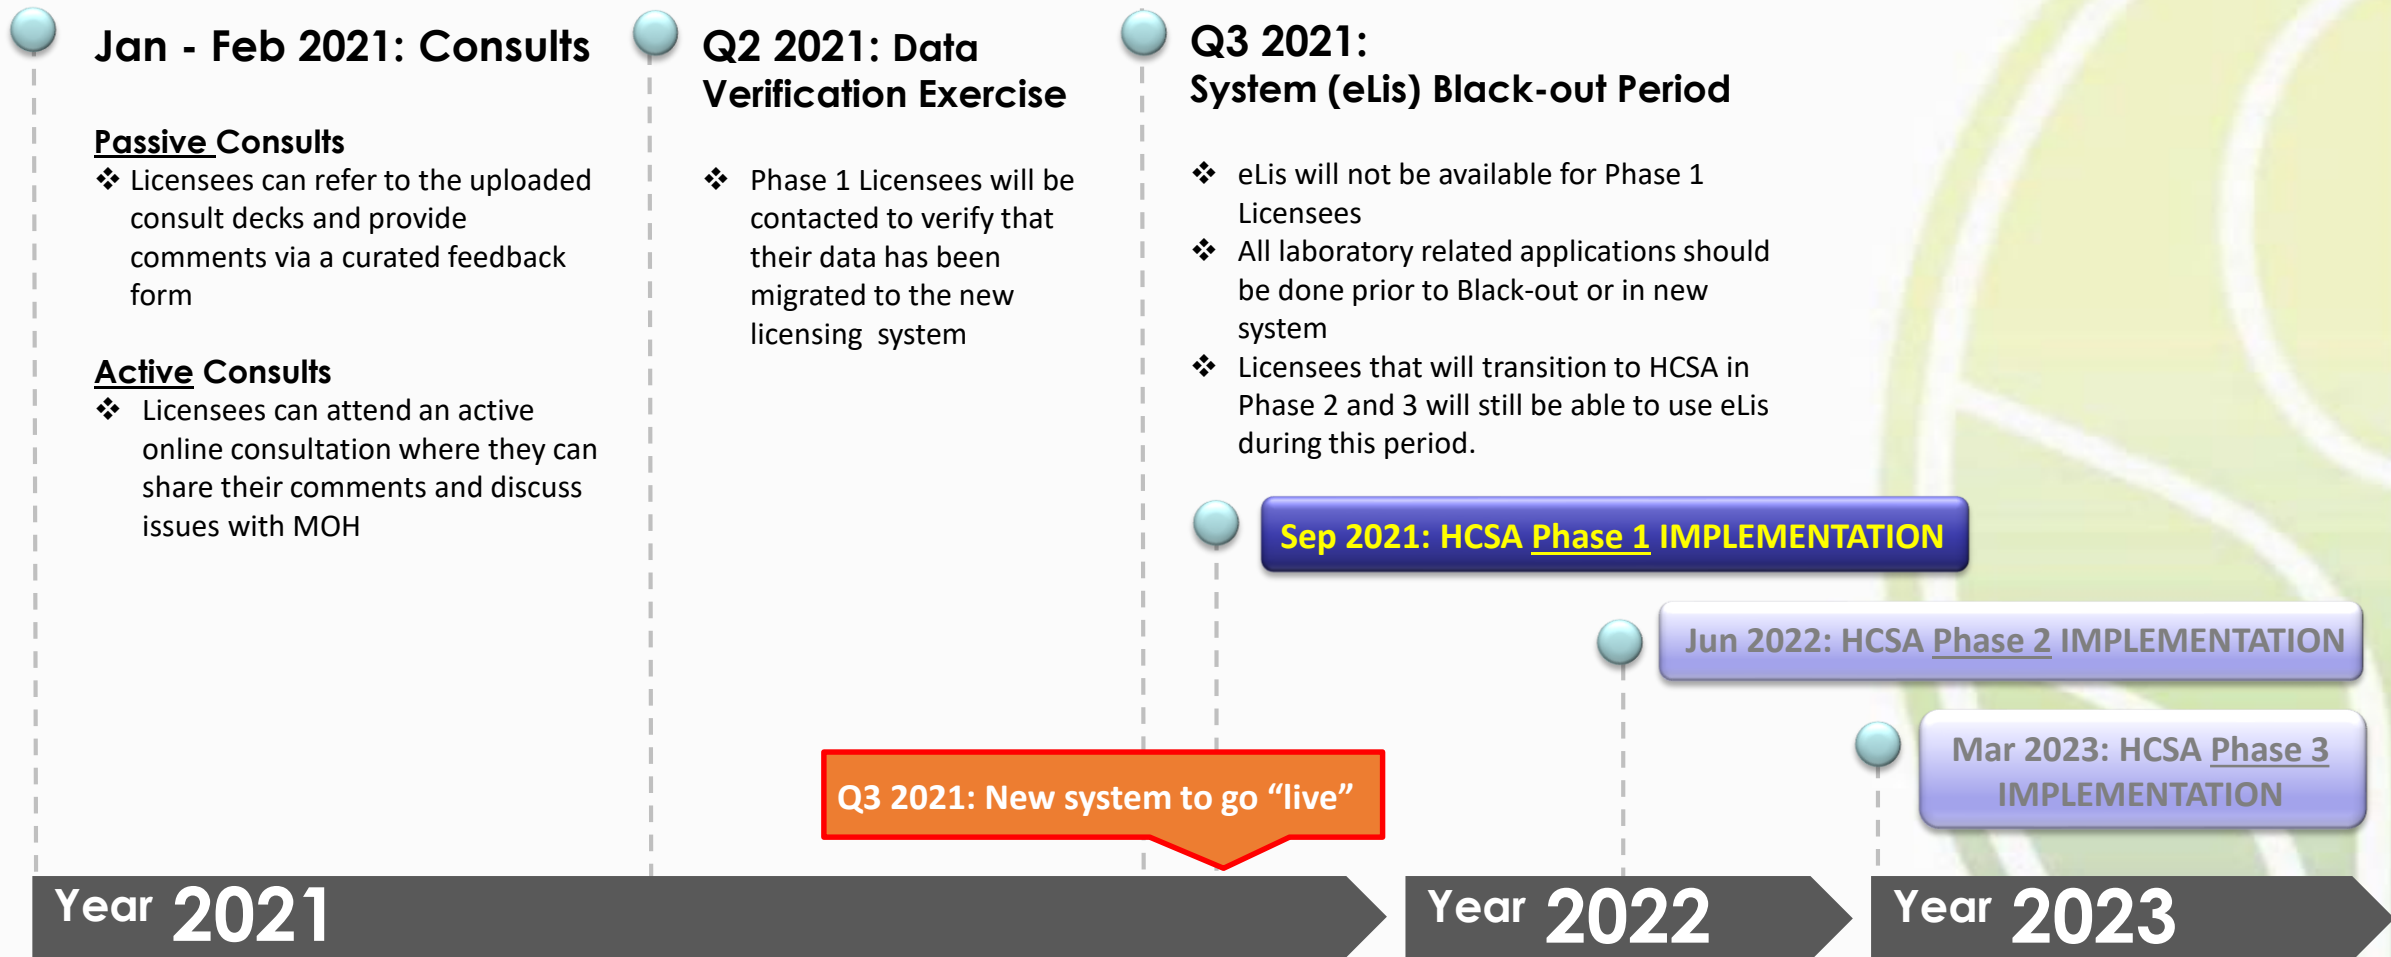 Jan - Feb 2021: Consults
Passive Consults
❖ Licensees can refer to the uploaded
consult decks and provide
comments via a curated feedback
form
Active Consults
❖ Licensees can attend an active
online consultation where they can
share their comments and discuss
issues with MOH
Q2 2021: Data
Verification Exercise
❖ Phase 1 Licensees will be
contacted to verify that
their data has been
migrated to the new
licensing system
Q3 2021:
System (eLis) Black-out Period
❖ eLis will not be available for Phase 1
Licensees
❖ All laboratory related applications should
be done prior to Black-out or in new
system
❖ Licensees that will transition to HCSA in
Phase 2 and 3 will still be able to use eLis
during this period.
Sep 2021: HCSA Phase 1 IMPLEMENTATION
Jun 2022: HCSA Phase 2 IMPLEMENTATION
Mar 2023: HCSA Phase 3
IMPLEMENTATION
Q3 2021: New system to go “live”
Year 2021
Year 2022
Year 2023